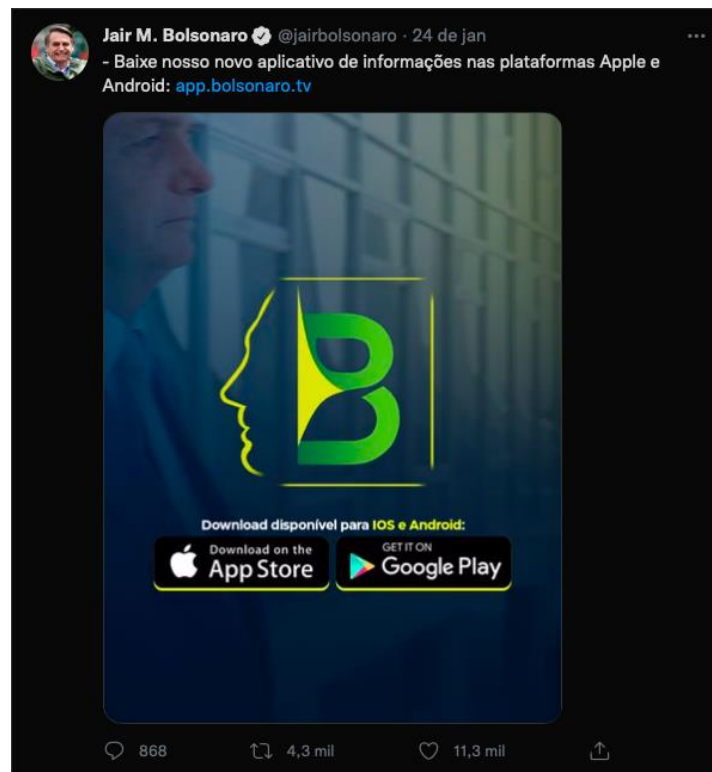 Jair M. Bolsonaro @jairbolsonaro · 24 de jan
- Baixe nosso novo aplicativo de informações nas plataformas Apple e
Android: app.bolsonaro.tv
B
Download disponível para IOS e Android:
Download on the
App Store
GET IT ON
Google Play
868 4,3 mil 11,3 mil